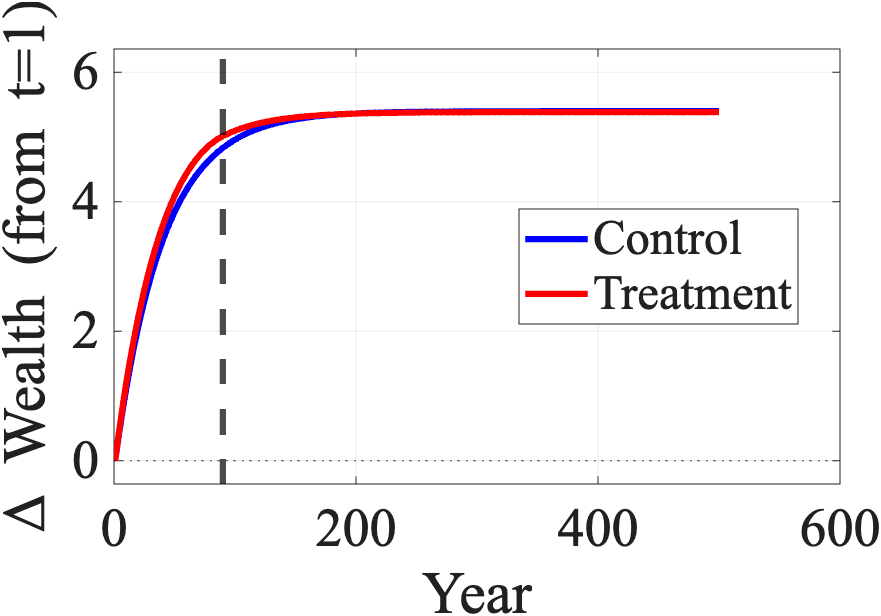 Δ Wealth (from t=1)
6
4
2
0
0 200 400 600
Year
Control
Treatment